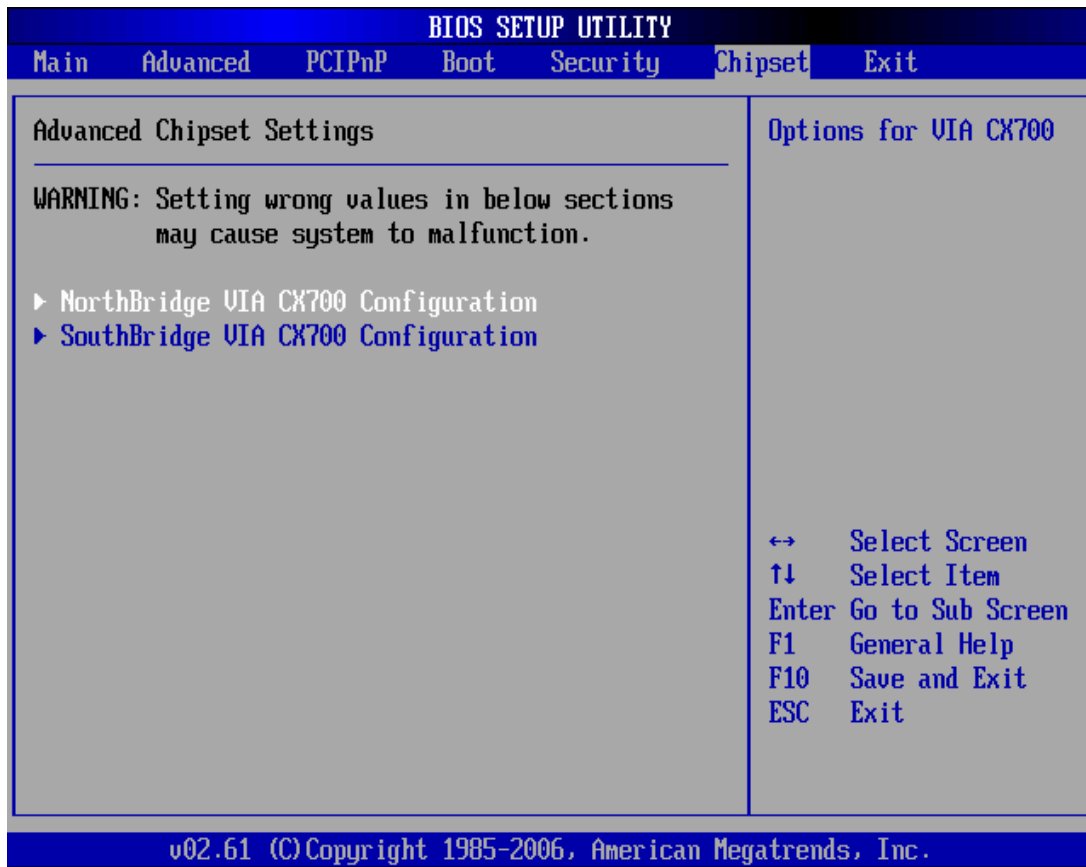 BIOS SETUP UTILITY
Main Advanced PCIPnP Boot Security Chipset Exit
Advanced Chipset Settings
WARNING: Setting wrong values in below sections
may cause system to malfunction.
► NorthBridge VIA CX700 Configuration
► SouthBridge VIA CX700 Configuration
Options for VIA CX700
↔ Select Screen
↑↓ Select Item
Enter Go to Sub Screen
F1 General Help
F10 Save and Exit
ESC Exit
v02.61 (C)Copyright 1985-2006, American Megatrends, Inc.